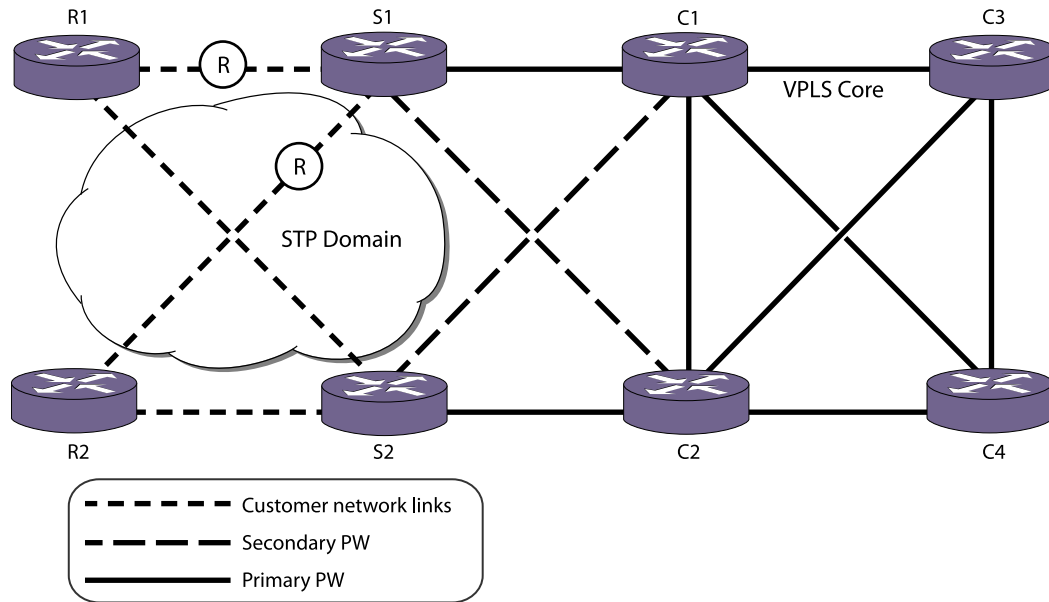 R1
S1
C1
C3
R
VPLS Core
R
STP Domain
R2
S2
C2
C4
Customer network links
Secondary PW
Primary PW